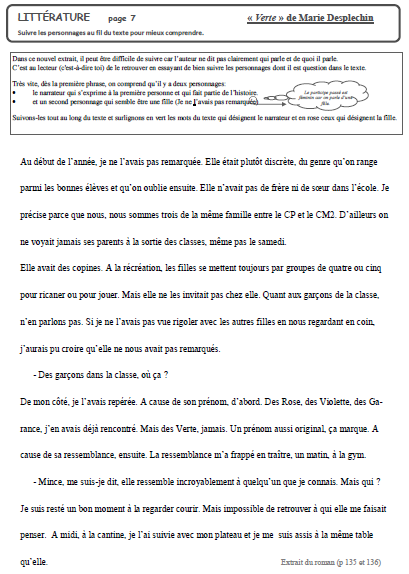 LITTÉRATURE page 7
« Verte » de Marie Desplechin
Suivre les personnages au fil du texte pour mieux comprendre.
Dans ce nouvel extrait, il peut être difficile de suivre car l'auteur ne dit pas clairement qui parle et de quoi il parle.
C'est au lecteur (c'est-à-dire toi) de le retrouver en essayant de bien suivre les personnages dont il est question dans le texte.
Très vite, dès la première phrase, on comprend qu'il y a deux personnages:
• le narrateur qui s'exprime à la première personne et qui fait partie de l'histoire.
• et un second personnage qui semble être une fille (Je ne l'avais pas remarquée)
Le participe passé est
féminin car on parle d'une
fille.
Suivons-les tout au long du texte et surlignons en vert les mots du texte qui désignent le narrateur et en rose ceux qui désignent la fille.
Au début de l'année, je ne l'avais pas remarquée. Elle était plutôt discrète, du genre qu'on range
parmi les bonnes élèves et qu'on oublie ensuite. Elle n'avait pas de frère ni de sœur dans l'école. Je
précise parce que nous, nous sommes trois de la même famille entre le CP et le CM2. D'ailleurs on
ne voyait jamais ses parents à la sortie des classes, même pas le samedi.
Elle avait des copines. A la récréation, les filles se mettent toujours par groupes de quatre ou cinq
pour ricaner ou pour jouer. Mais elle ne les invitait pas chez elle. Quant aux garçons de la classe,
n'en parlons pas. Si je ne l'avais pas vue rigoler avec les autres filles en nous regardant en coin,
j'aurais pu croire qu'elle ne nous avait pas remarqués.
- Des garçons dans la classe, où ça ?
De mon côté, je l'avais repérée. A cause de son prénom, d'abord. Des Rose, des Violette, des Ga-
rance, j'en avais déjà rencontré. Mais des Verte, jamais. Un prénom aussi original, ça marque. A
cause de sa ressemblance, ensuite. La ressemblance m'a frappé en traître, un matin, à la gym.
- Mince, me suis-je dit, elle ressemble incroyablement à quelqu'un que je connais. Mais qui ?
Je suis resté un bon moment à la regarder courir. Mais impossible de retrouver à qui elle me faisait
penser. A midi, à la cantine, je l'ai suivie avec mon plateau et je me suis assis à la même table
qu'elle.
Extrait du roman (p 135 et 136)